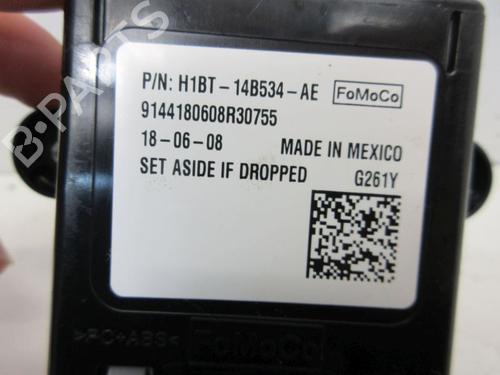 B-PARTS
P/N: H1BT-14B534-AE FoMoCo
9144180608R30755
18-06-08 MADE IN MEXICO
SET ASIDE IF DROPPED G261Y
>PC+ABS< FoMoCo